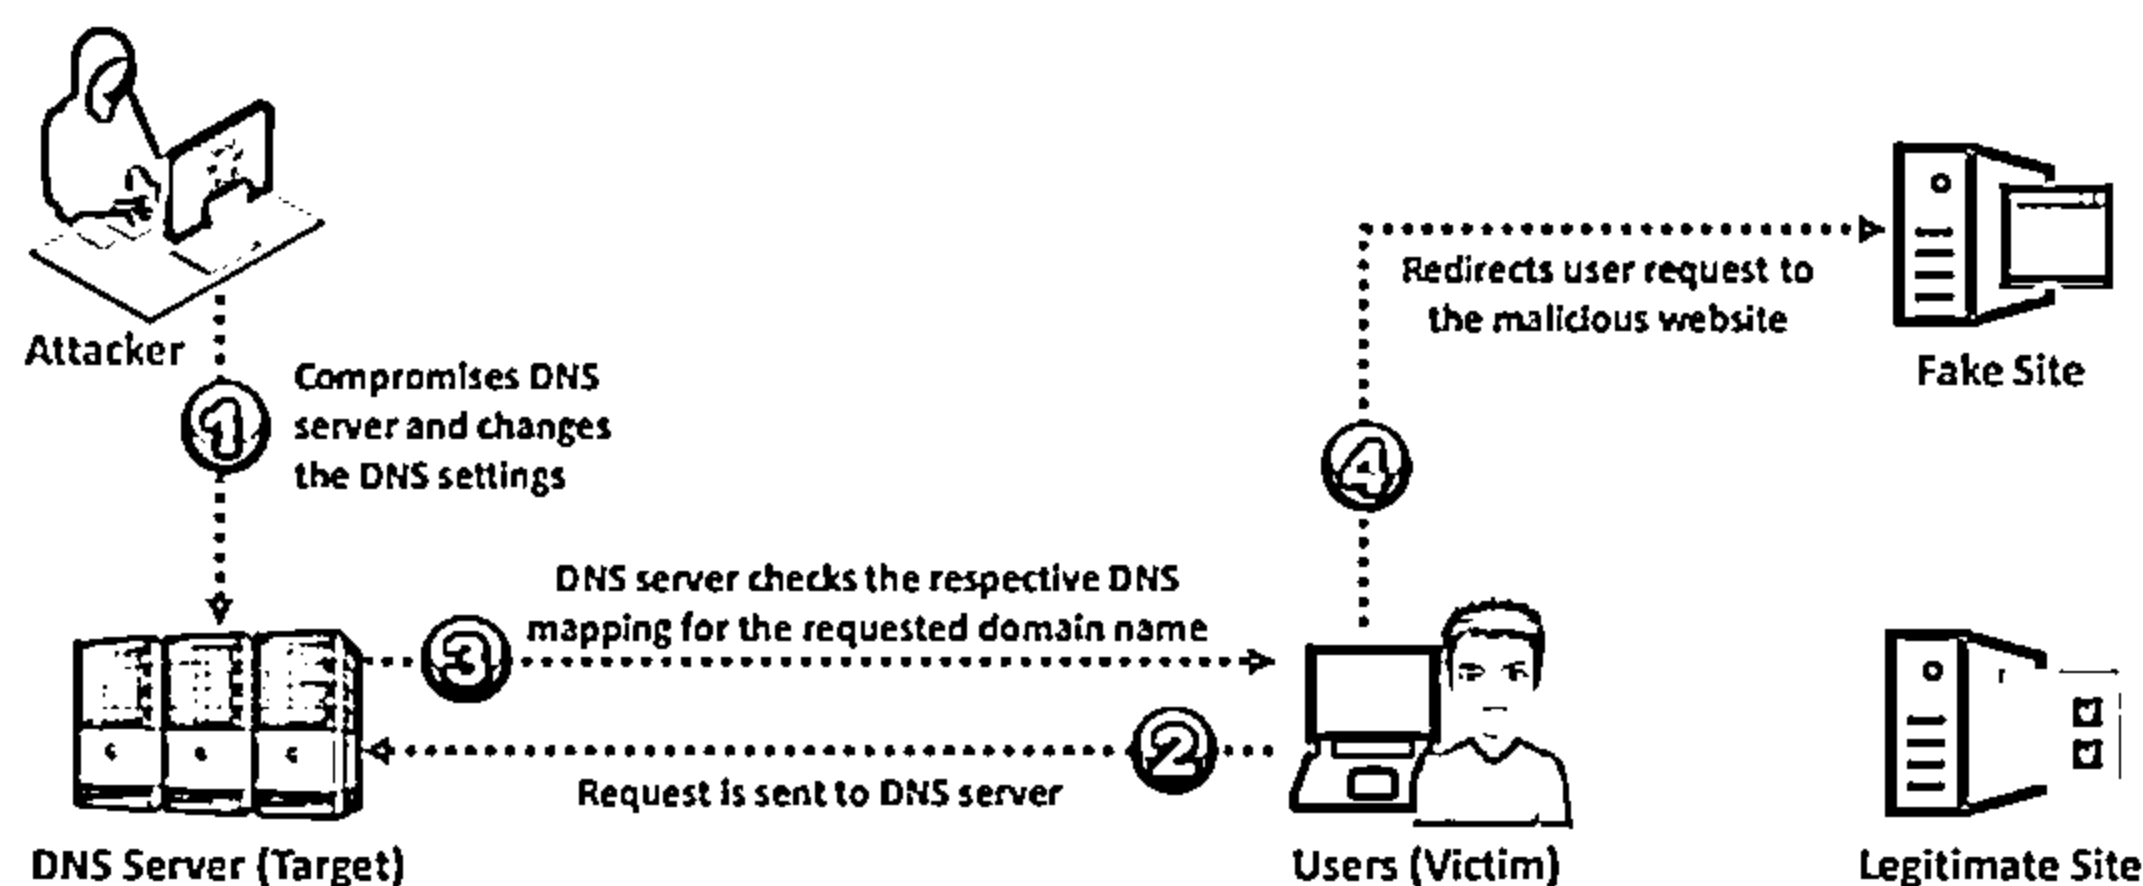 Attacker
1
Compromises DNS
server and changes
the DNS settings
Redirects user request to
the malicious website
Fake Site
4
DNS server checks the respective DNS
mapping for the requested domain name
3
2
Request is sent to DNS server
DNS Server (Target)
Users (Victim)
Legitimate Site